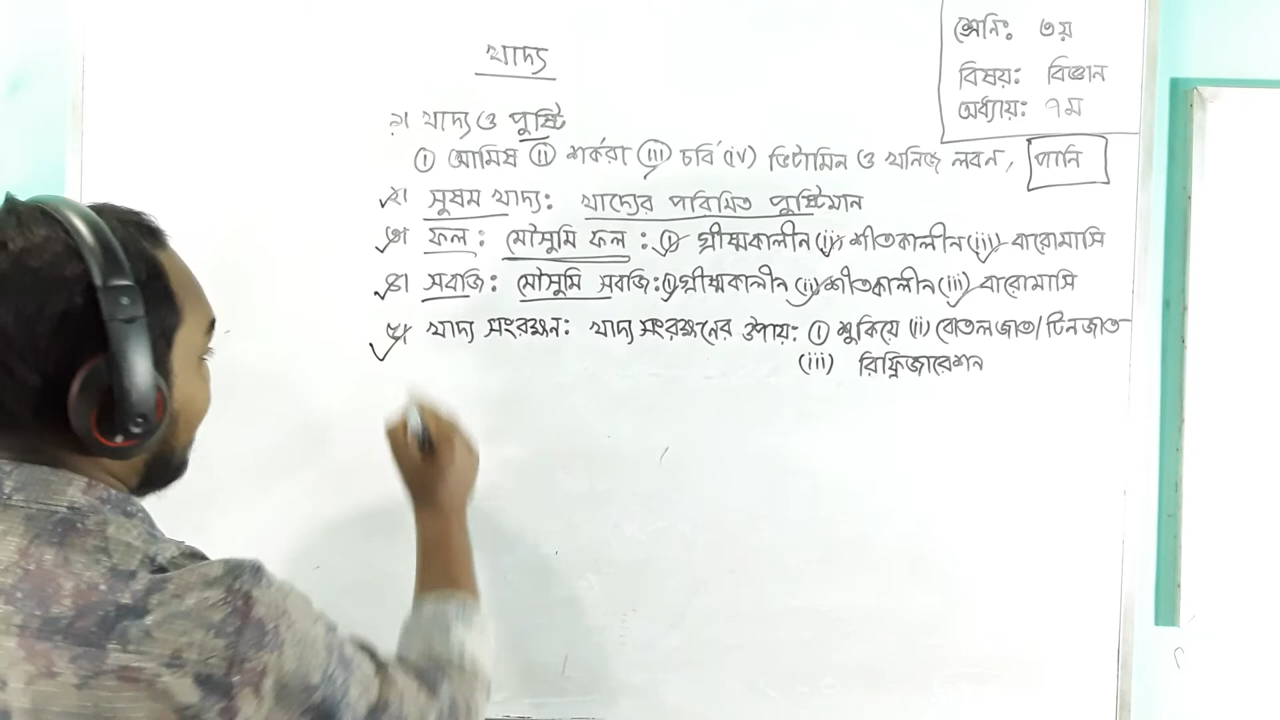 শ্রেনি: ৩য়
বিষয়: বিজ্ঞান
অধ্যায়: ৭ম
খাদ্য
১। খাদ্য ও পুষ্টি
(i) আমিষ (ii) শর্করা (iii) চর্বি (iv) ভিটামিন ও খনিজ লবন, পানি
২। সুষম খাদ্য: খাদ্যের পরিমিত পুষ্টিমান
৩। ফল: মৌসুমি ফল: (i) গ্রীষ্মকালীন (ii) শীতকালীন (iii) বারোমাসি
৪। সবজি: মৌসুমি সবজি: (i) গ্রীষ্মকালীন (ii) শীতকালীন (iii) বারোমাসি
৫। খাদ্য সংরক্ষন: খাদ্য সংরক্ষনের উপায়: (i) শুকিয়ে (ii) বোতলজাত/টিনজাত
(iii) রিফ্রিজারেশন